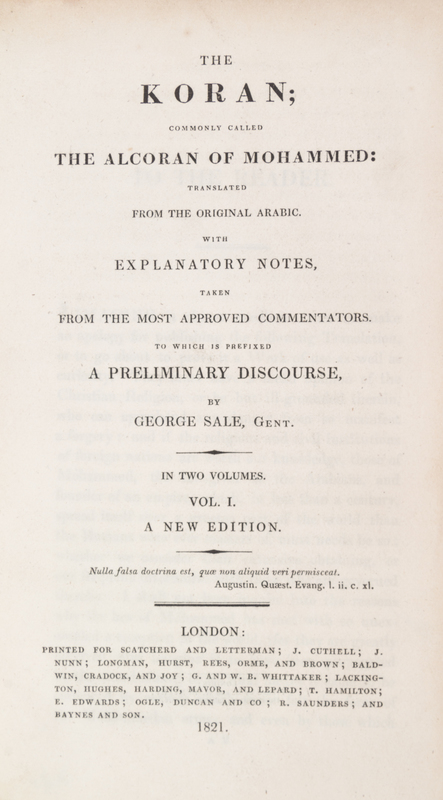 THE
KORAN;
COMMONLY CALLED
THE ALCORAN OF MOHAMMED:
TRANSLATED
FROM THE ORIGINAL ARABIC.
WITH
EXPLANATORY NOTES,
TAKEN
FROM THE MOST APPROVED COMMENTATORS.
TO WHICH IS PREFIXED
A PRELIMINARY DISCOURSE,
BY
GEORGE SALE, GENT.
IN TWO VOLUMES.
VOL. I.
A NEW EDITION.
Nulla falsa doctrina est, quæ non aliquid veri permisceat.
Augustin. Quæst. Evang. l. ii. c. xl.
LONDON:
PRINTED FOR SCATCHERD AND LETTERMAN; J. CUTHELL; J.
NUNN; LONGMAN, HURST, REES, ORME, AND BROWN; BALD-
WIN, CRADOCK, AND JOY; G. AND W. B. WHITTAKER; LACKING-
TON, HUGHES, HARDING, MAVOR, AND LEPARD; T. HAMILTON;
E. EDWARDS; OGLE, DUNCAN AND CO; R. SAUNDERS; AND
BAYNES AND SON.
1821.